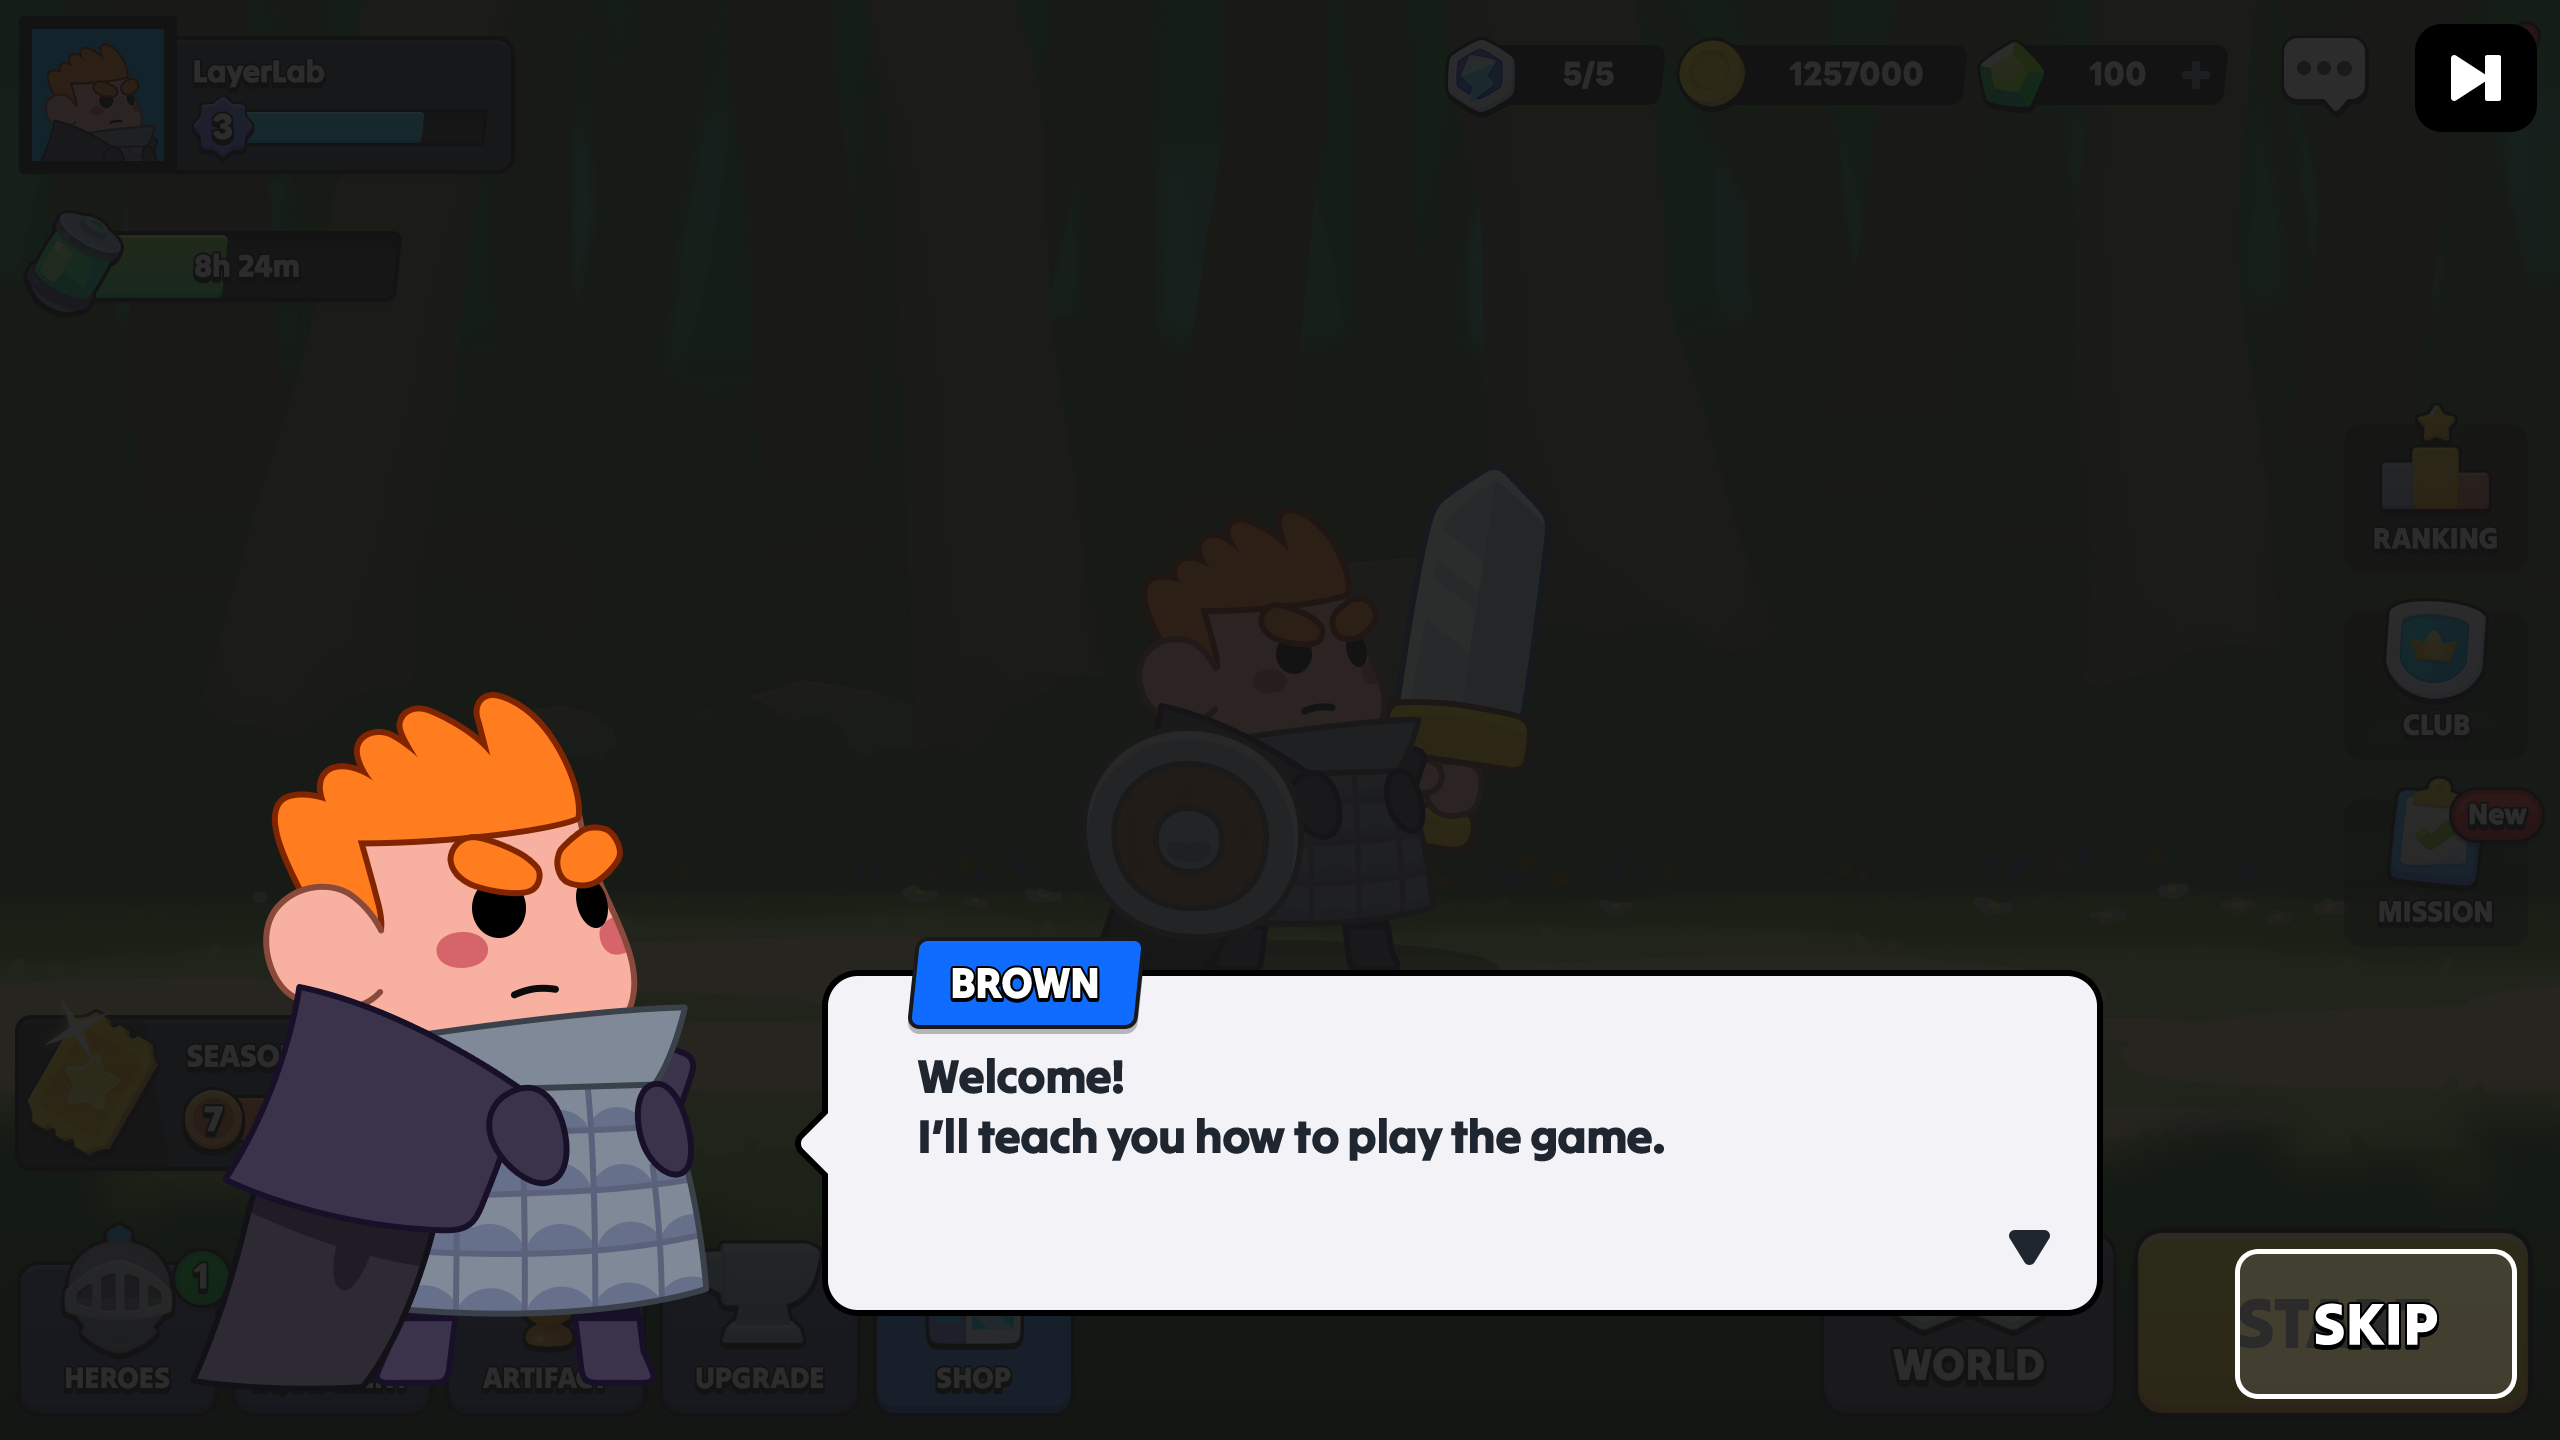 LayerLab
3
5/5
1257000
100
8h 24m
RANKING
CLUB
New
MISSION
BROWN
Welcome!
I'll teach you how to play the game.
7
1
HEROES
UPGRADE
SHOP
WORLD
SKIP